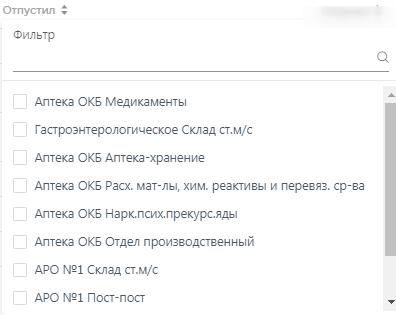 Отпустил
Фильтр
Аптека ОКБ Медикаменты
Гастроэнтерологическое Склад ст.м/с
Аптека ОКБ Аптека-хранение
Аптека ОКБ Расх. мат-лы, хим. реактивы и перевяз. ср-ва
Аптека ОКБ Нарк.псих.прекурс.яды
Аптека ОКБ Отдел производственный
АРО №1 Склад ст.м/с
АРО №1 Пост-пост